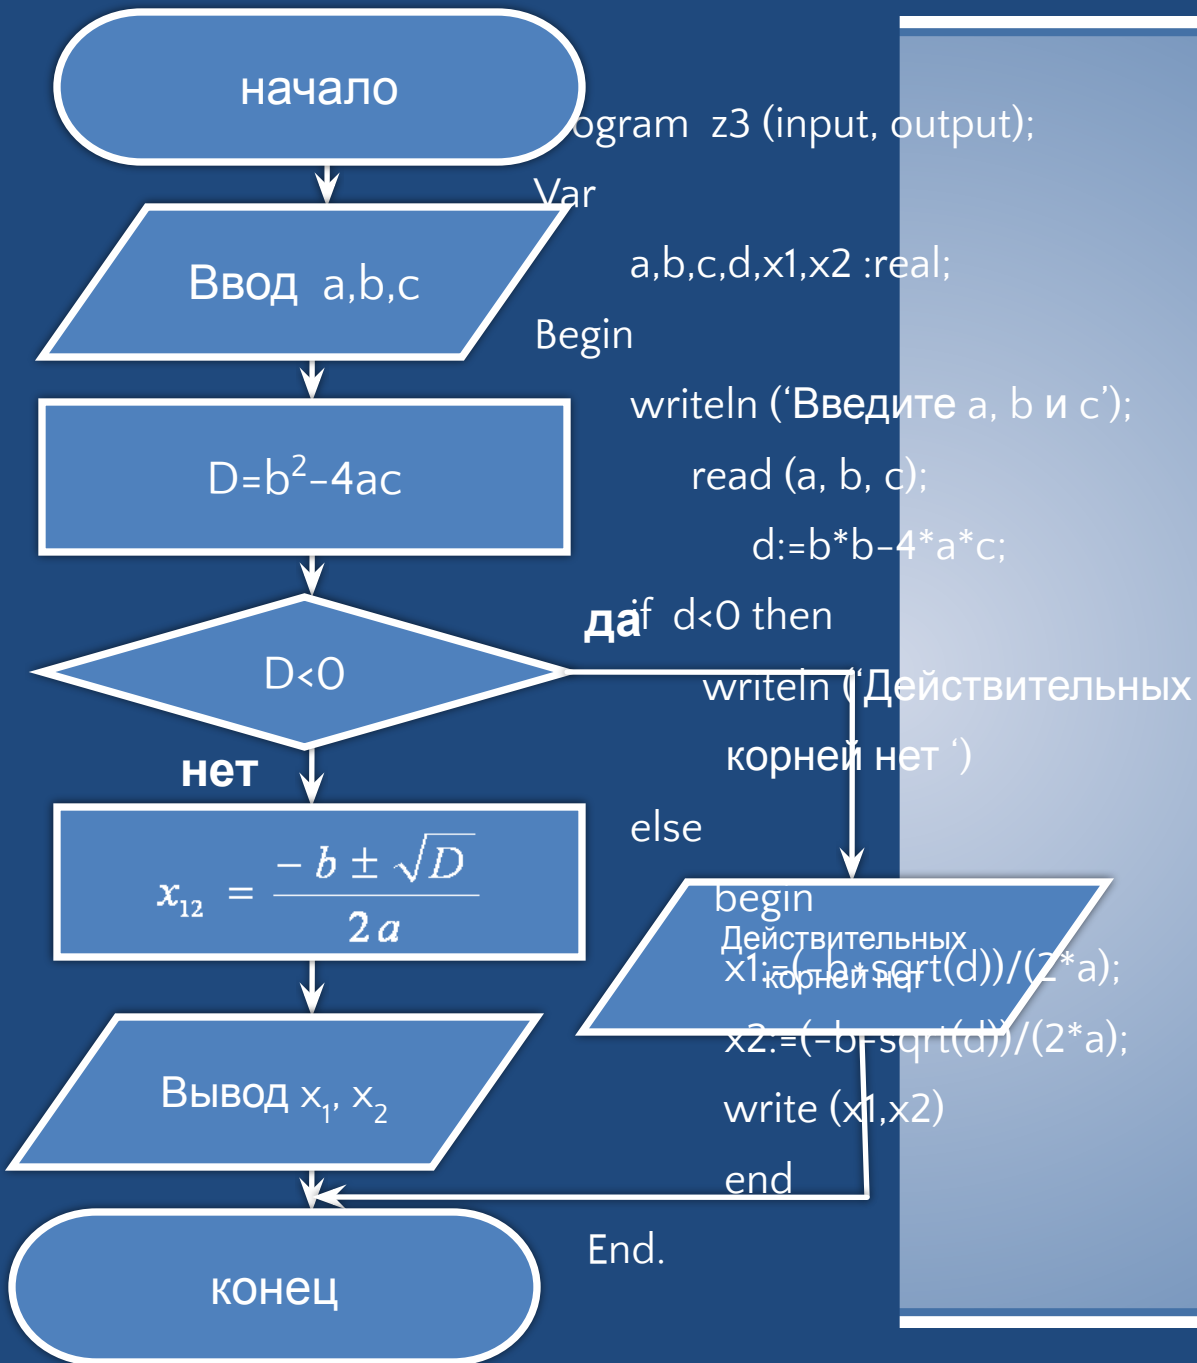 начало
Ввод a,b,c
D=b²-4ac
D<0
да
нет
x₁₂ = (- b ± √D) / 2 a
Вывод x₁, x₂
Действительных
корней нет
конец
ogram z3 (input, output);
Var
a,b,c,d,x1,x2 :real;
Begin
writeln (‘Введите a, b и c’);
read (a, b, c);
d:=b*b-4*a*c;
if d<0 then
writeln (‘Действительных
корней нет ‘)
else
begin
x1:=(-b+sqrt(d))/(2*a);
x2:=(-b-sqrt(d))/(2*a);
write (x1,x2)
end
End.